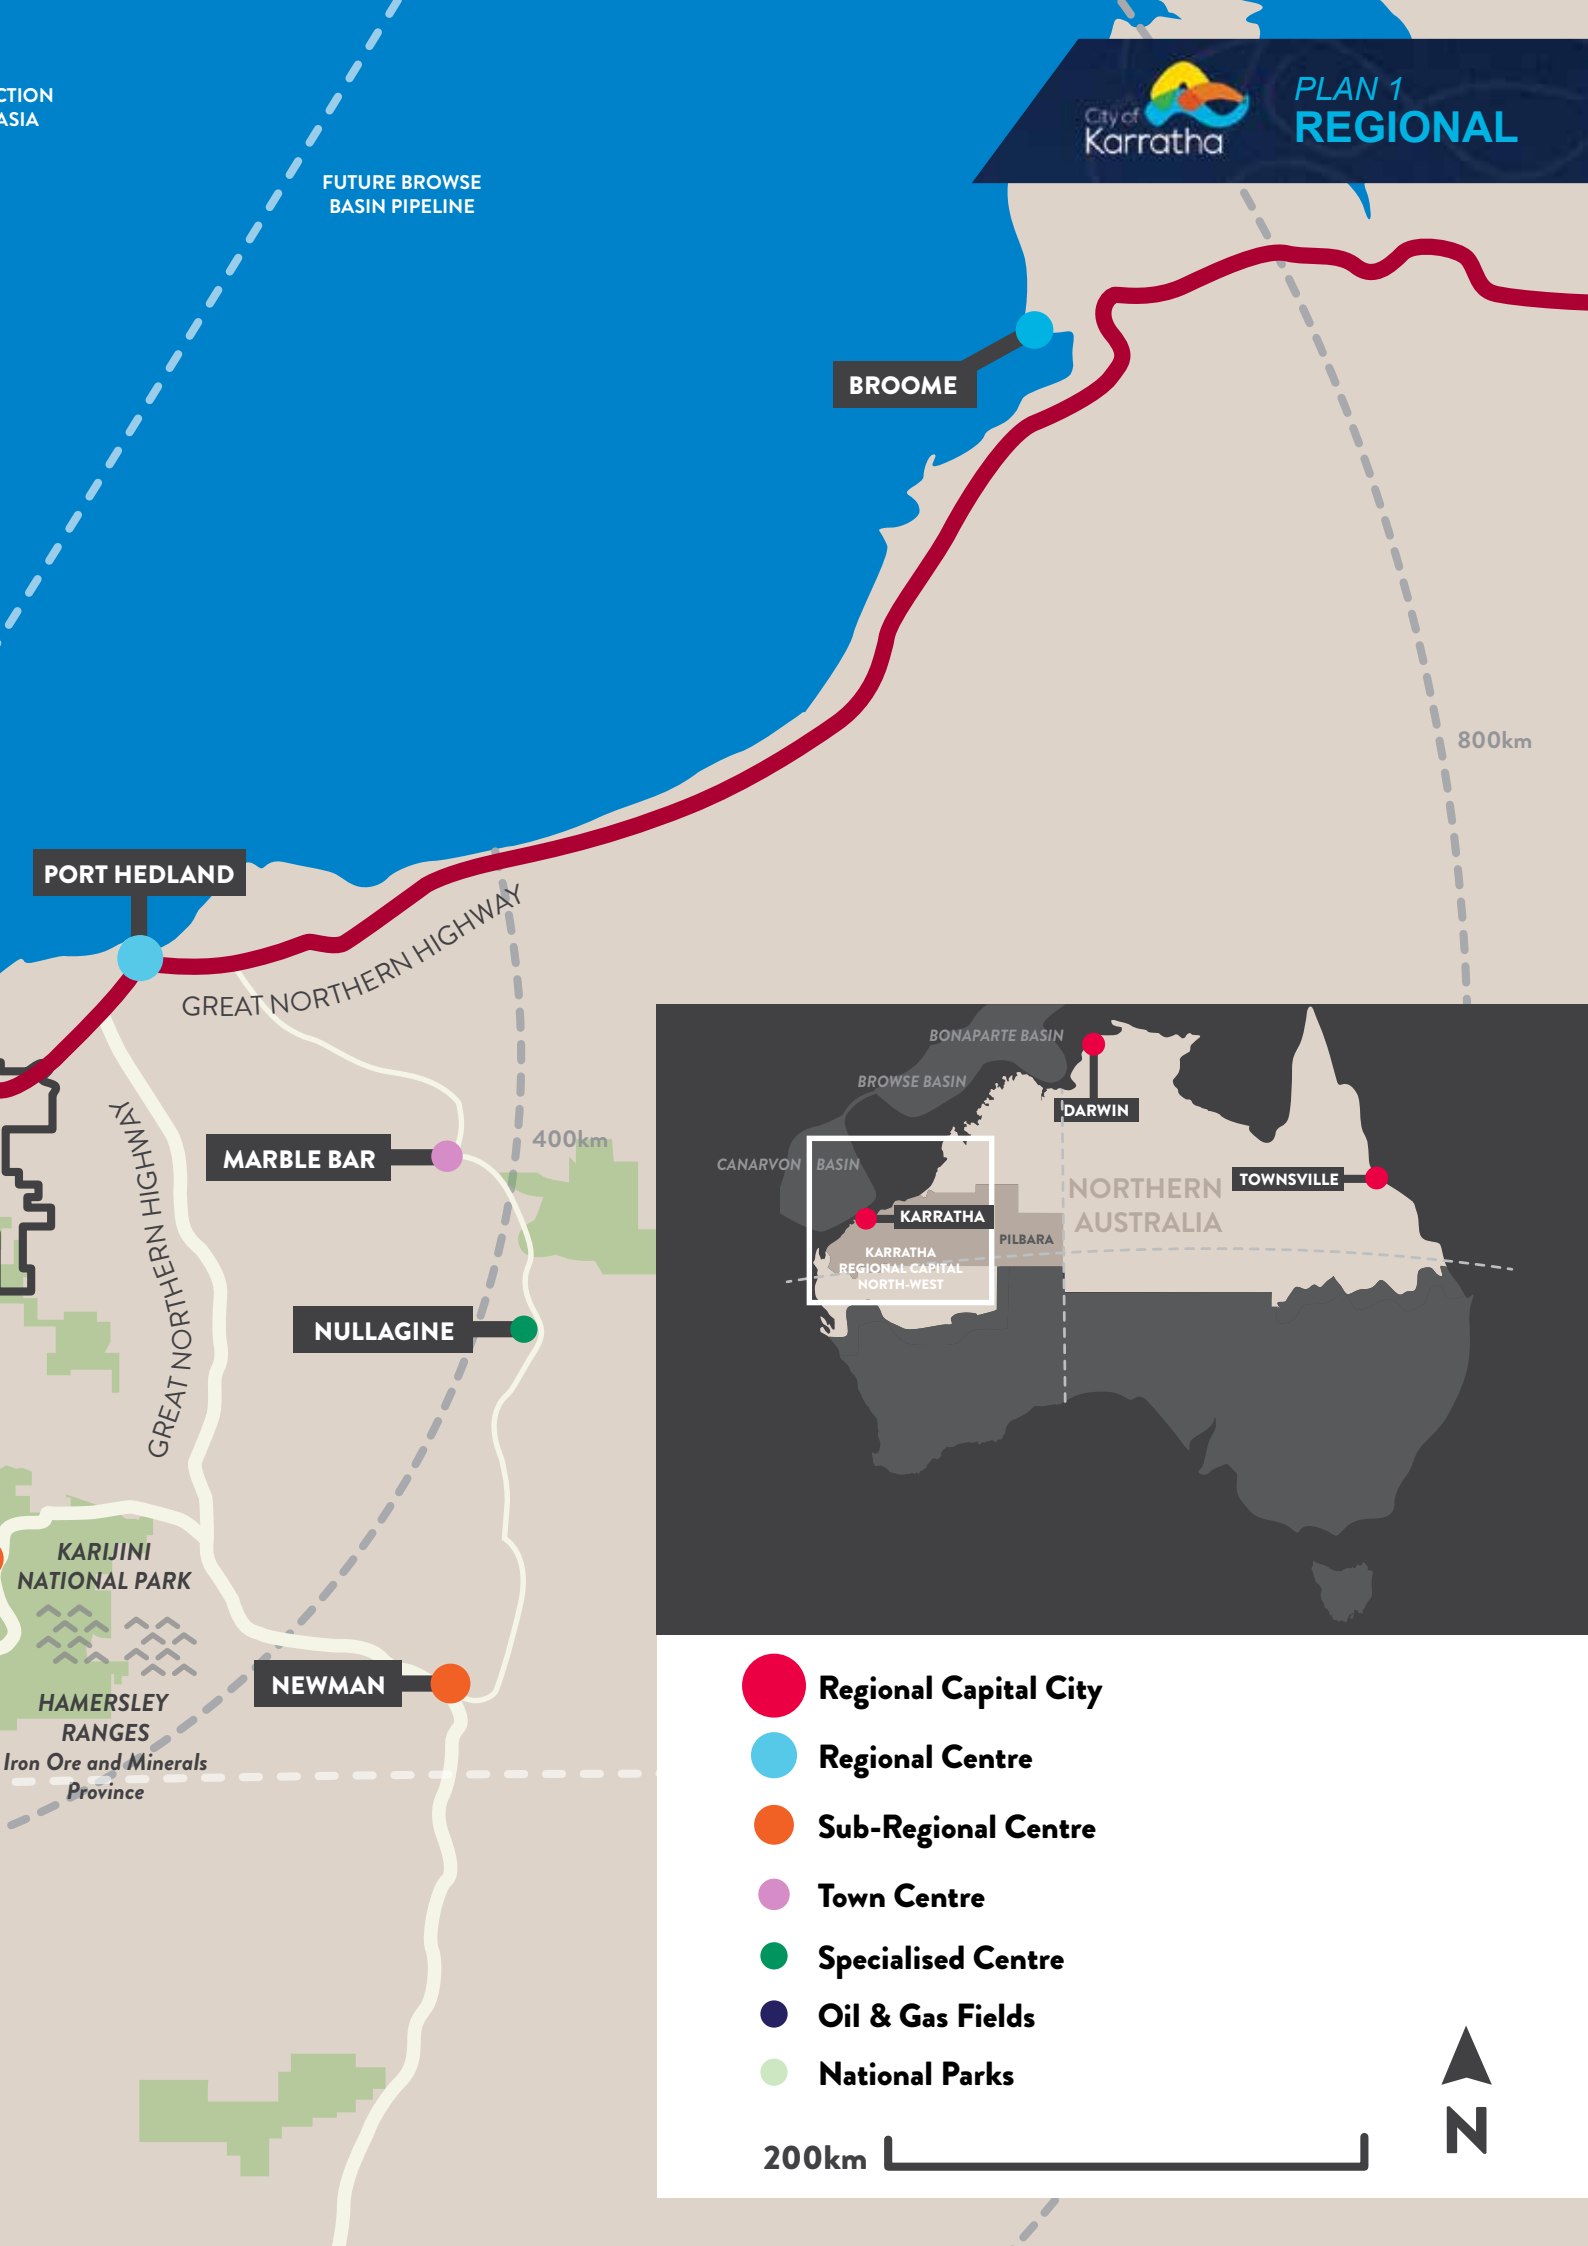 CTION
ASIA
City of
Karratha
PLAN 1
REGIONAL
FUTURE BROWSE
BASIN PIPELINE
BROOME
800km
PORT HEDLAND
GREAT NORTHERN HIGHWAY
MARBLE BAR
400km
GREAT NORTHERN HIGHWAY
NULLAGINE
KARIJINI
NATIONAL PARK
NEWMAN
HAMERSLEY
RANGES
Iron Ore and Minerals
Province
BONAPARTE BASIN
BROWSE BASIN
DARWIN
CANARVON BASIN
TOWNSVILLE
NORTHERN
AUSTRALIA
KARRATHA
PILBARA
KARRATHA
REGIONAL CAPITAL
NORTH-WEST
Regional Capital City
Regional Centre
Sub-Regional Centre
Town Centre
Specialised Centre
Oil & Gas Fields
National Parks
200km
N